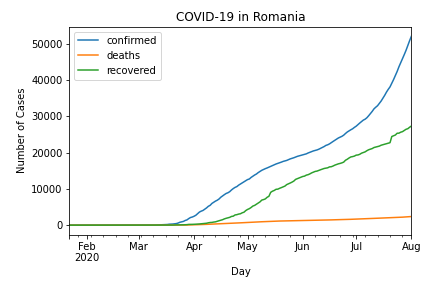 COVID-19 in Romania
confirmed
deaths
recovered
50000
40000
30000
20000
10000
0
Number of Cases
Feb Mar Apr May Jun Jul Aug
2020
Day